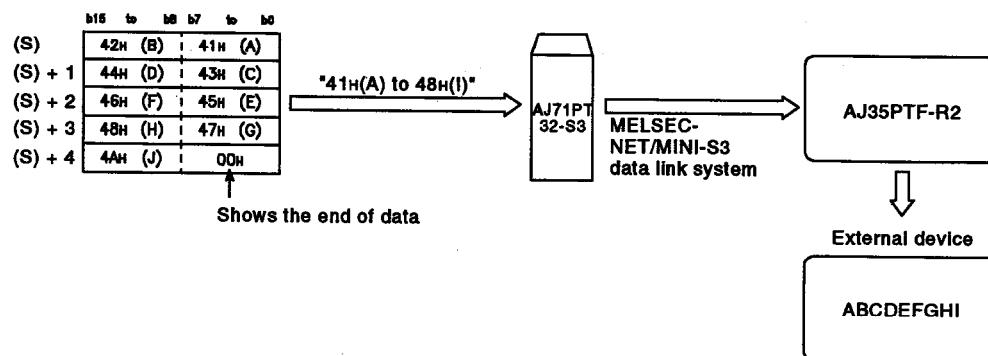 b15 to b8 b7 to b0
(S) 42H (B) 41H (A)
(S) + 1 44H (D) 43H (C)
(S) + 2 46H (F) 45H (E)
(S) + 3 48H (H) 47H (G)
(S) + 4 4AH (J) 00H
Shows the end of data
"41H(A) to 48H(I)"
AJ71PT
32-S3
MELSEC-
NET/MINI-S3
data link system
AJ35PTF-R2
External device
ABCDEFGHI